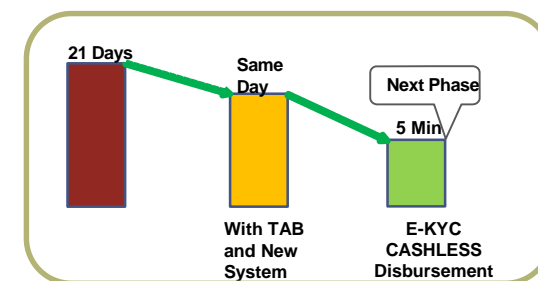 21 Days
Same
Day
Next Phase
5 Min
With TAB
and New
System
E-KYC
CASHLESS
Disbursement